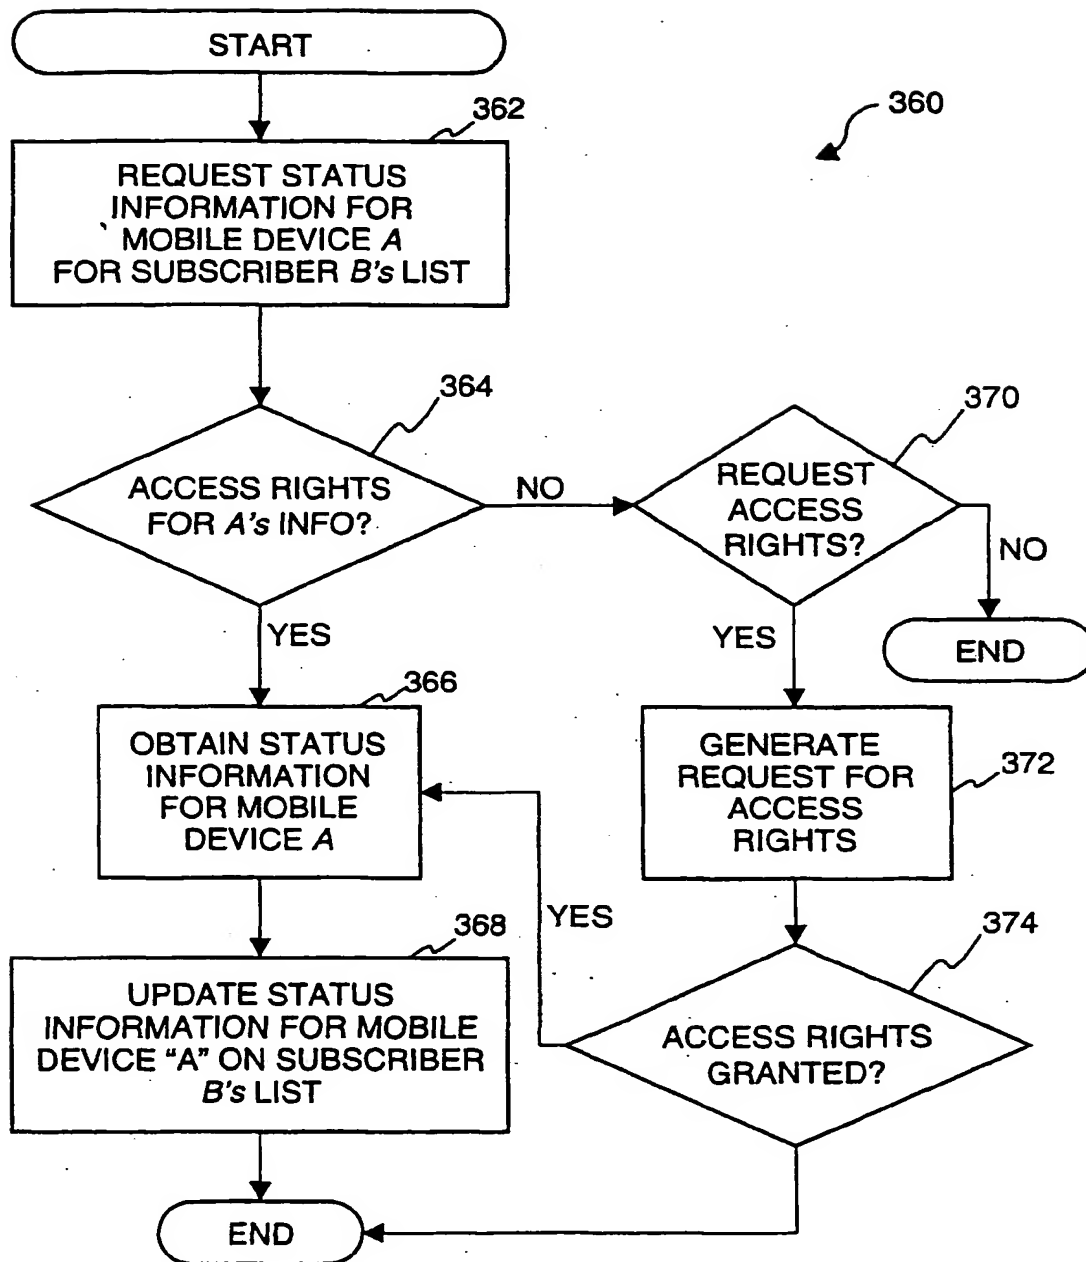 START
360
362
REQUEST STATUS
INFORMATION FOR
MOBILE DEVICE A
FOR SUBSCRIBER B's LIST
364
ACCESS RIGHTS
FOR A's INFO?
NO
370
REQUEST
ACCESS
RIGHTS?
NO
END
YES
YES
366
OBTAIN STATUS
INFORMATION
FOR MOBILE
DEVICE A
372
GENERATE
REQUEST FOR
ACCESS
RIGHTS
YES
368
UPDATE STATUS
INFORMATION FOR MOBILE
DEVICE “A” ON SUBSCRIBER
B's LIST
374
ACCESS RIGHTS
GRANTED?
END